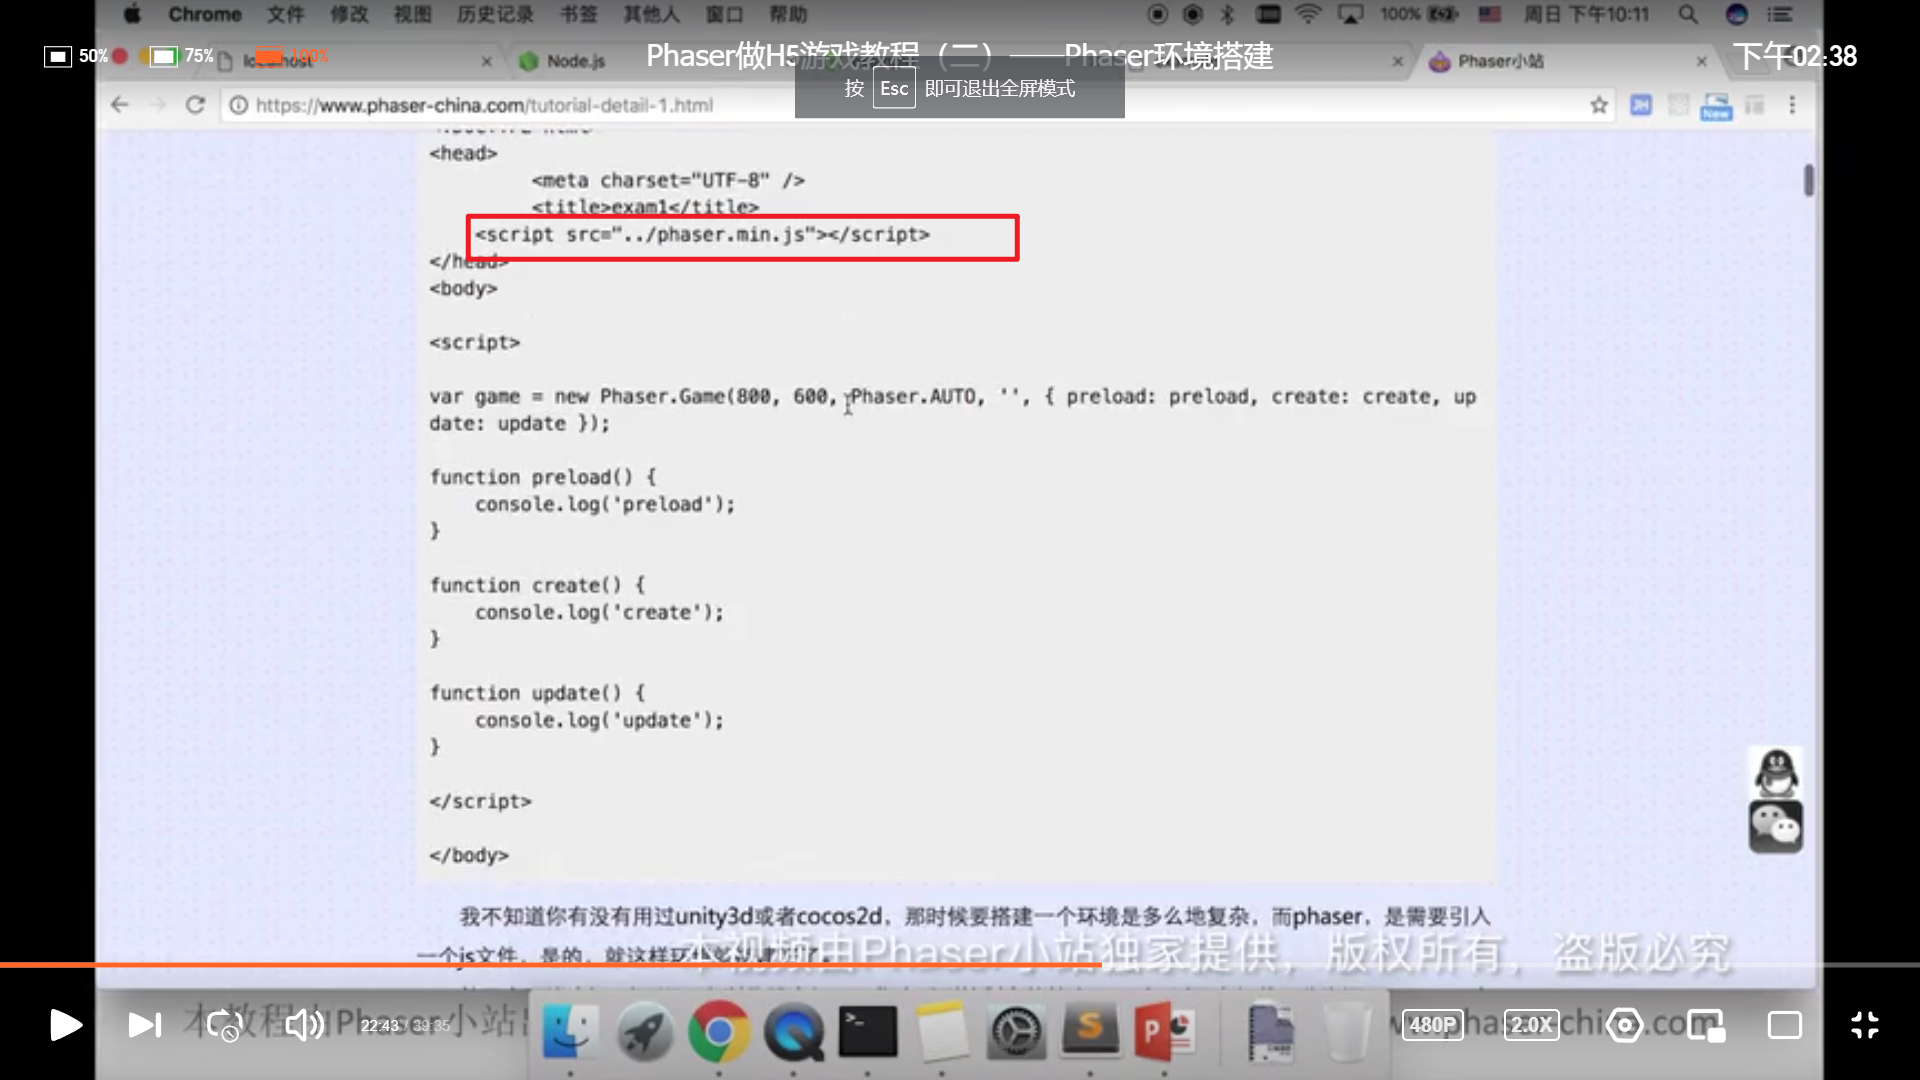 Chrome 文件 修改 视图 历史记录 书签 其他人 窗口 帮助 100% 周日 下午10:11
50% 75% 100% Phaser做H5游戏教程（二）——Phaser环境搭建 下午02:38
localhost Node.js Phaser小站
按 Esc 即可退出全屏模式
https://www.phaser-china.com/tutorial-detail-1.html
New
<head>
<meta charset="UTF-8" />
<title>exam1</title>
<script src="../phaser.min.js"></script>
</head>
<body>
<script>
var game = new Phaser.Game(800, 600, Phaser.AUTO, '', { preload: preload, create: create, up
date: update });
function preload() {
console.log('preload');
}
function create() {
console.log('create');
}
function update() {
console.log('update');
}
</script>
</body>
我不知道你有没有用过unity3d或者cocos2d，那时候要搭建一个环境是多么地复杂，而phaser，是需要引入
一个js文件，是的，就这样环
本视频由Phaser小站独家提供，版权所有，盗版必究
本教程由Phaser小站
22:43 / 39:35
480P 2.0X